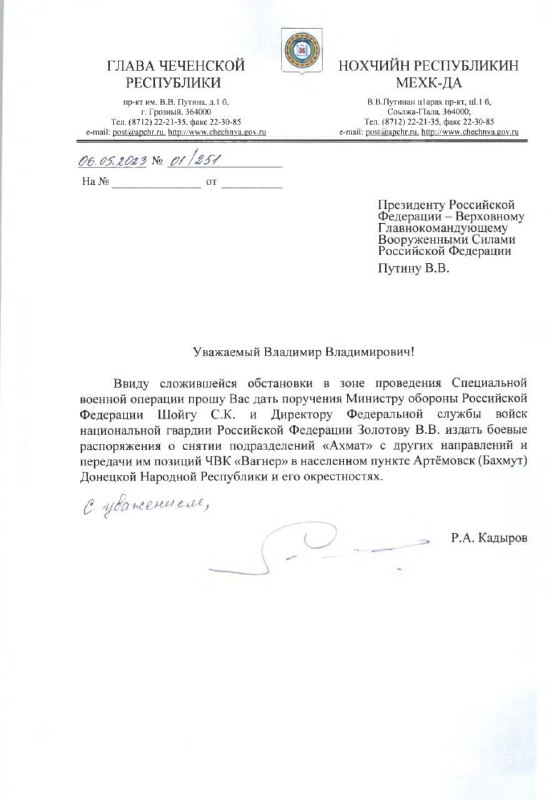 ГЛАВА ЧЕЧЕНСКОЙ
РЕСПУБЛИКИ
пр-кт им. В.В. Путина, д.1 б,
г. Грозный, 364000
Тел. (8712) 22-21-35, факс 22-30-85
e-mail: post@apchr.ru, http://www.chechnya.gov.ru
НОХЧИЙН РЕСПУБЛИКИН
МЕХК-ДА
В.В.Путинан цIарах пр-кт, цI.1 б,
Соьлжа-ГIала, 364000;
Тел. (8712) 22-21-35, факс 22-30-85
e-mail: post@apchr.ru, http://www.chechnya.gov.ru
06.05.2023 № 01/251
На № ______________ от __________
Президенту Российской
Федерации – Верховному
Главнокомандующему
Вооруженными Силами
Российской Федерации
Путину В.В.
Уважаемый Владимир Владимирович!
Ввиду сложившейся обстановки в зоне проведения Специальной
военной операции прошу Вас дать поручения Министру обороны Российской
Федерации Шойгу С.К. и Директору Федеральной службы войск
национальной гвардии Российской Федерации Золотову В.В. издать боевые
распоряжения о снятии подразделений «Ахмат» с других направлений и
передачи им позиций ЧВК «Вагнер» в населенном пункте Артёмовск (Бахмут)
Донецкой Народной Республики и его окрестностях.
С уважением,
Р.А. Кадыров